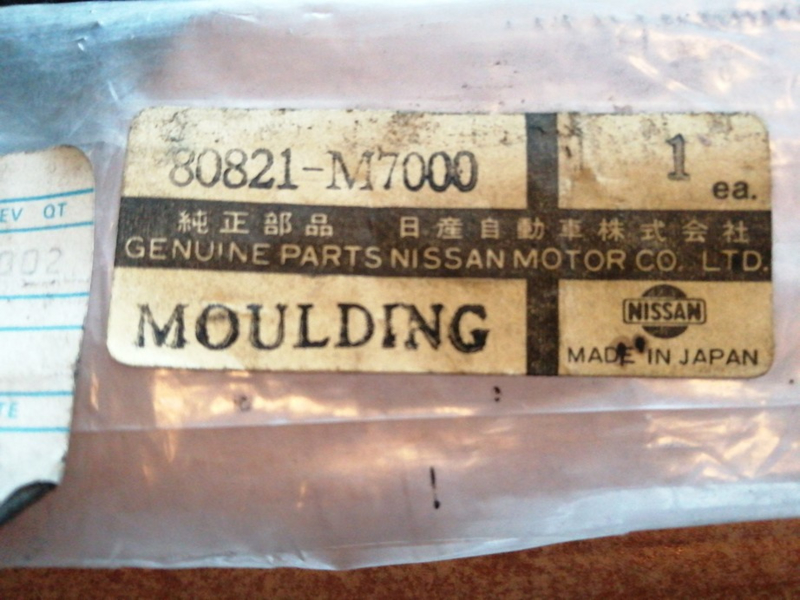 80821-M7000
1
ea.
純正部品 日産自動車株式会社
GENUINE PARTS NISSAN MOTOR CO. LTD.
MOULDING
NISSAN
MADE IN JAPAN
EV QT
002
TE